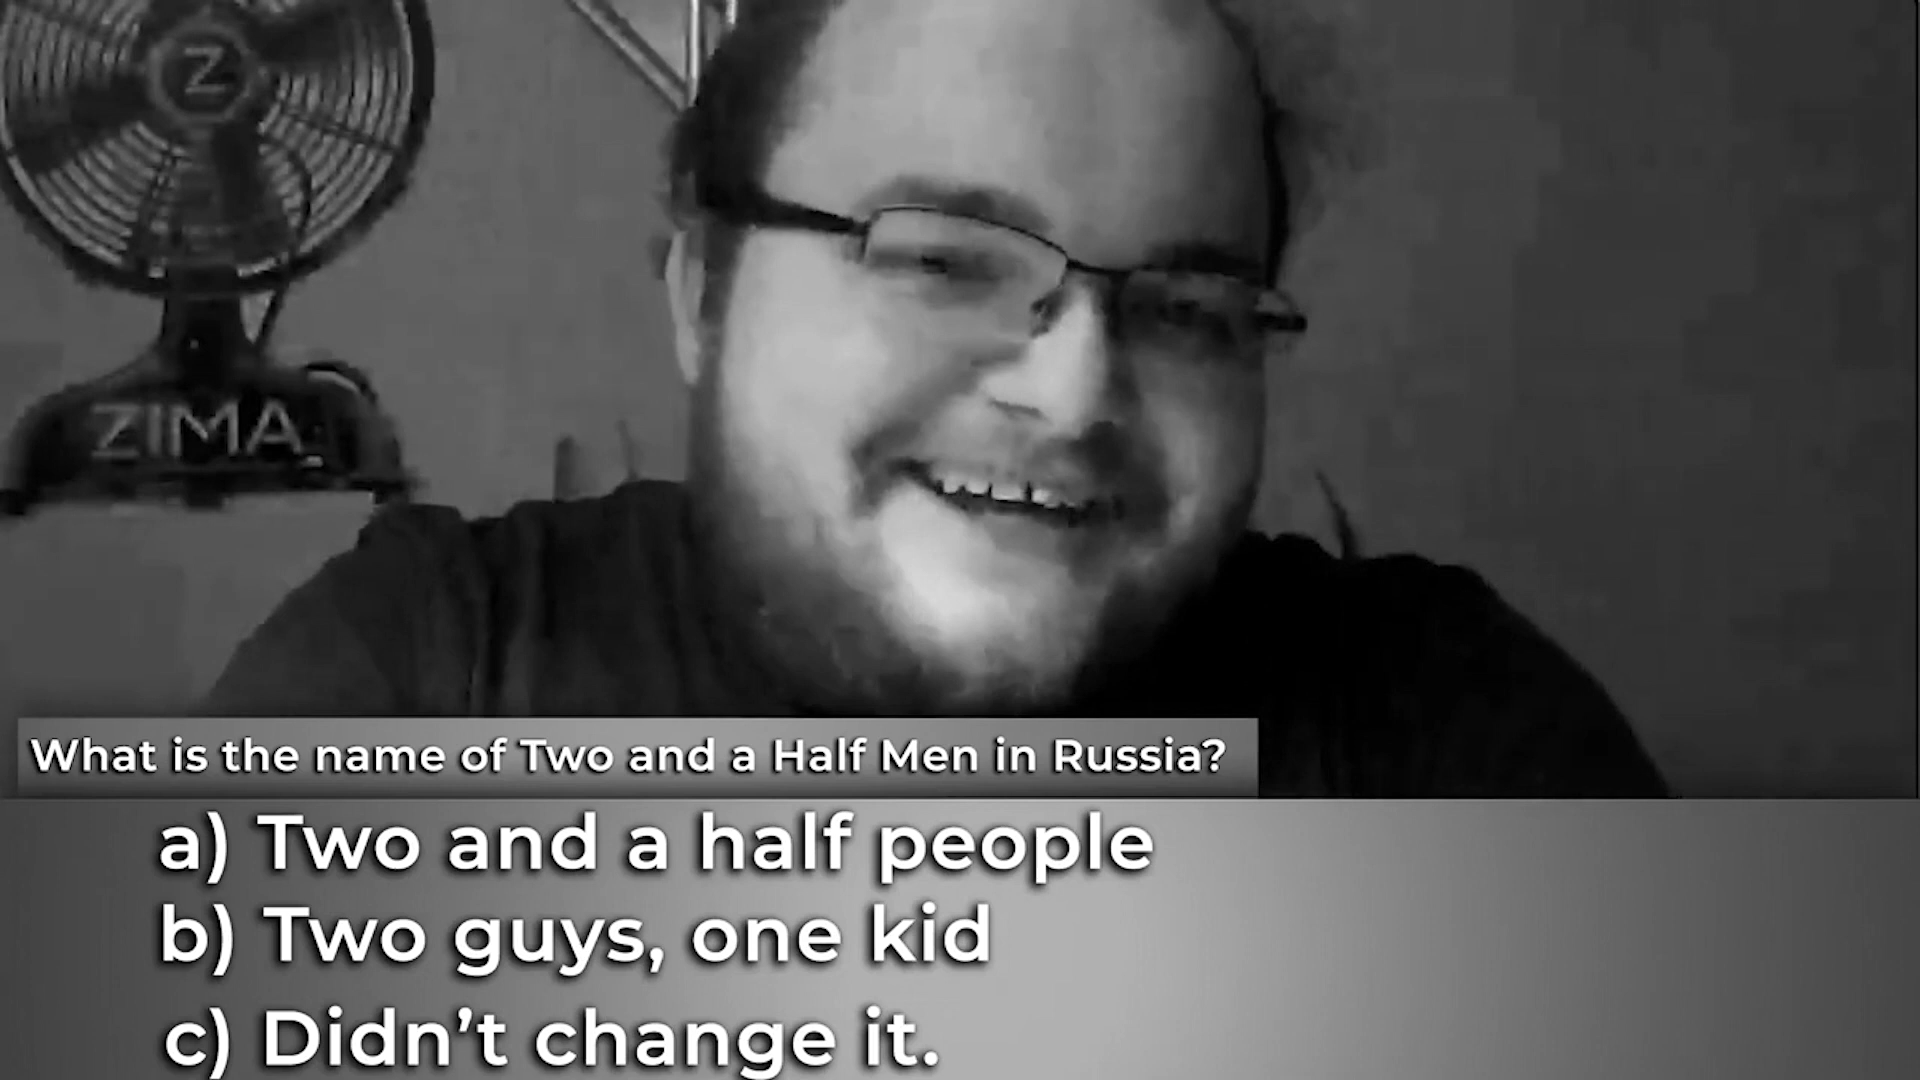 Z
ZIMA
What is the name of Two and a Half Men in Russia?
a) Two and a half people
b) Two guys, one kid
c) Didn't change it.